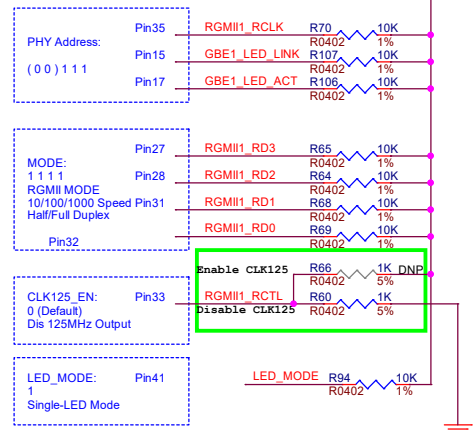 PHY Address:
(0 0) 1 1 1
Pin35 RGMII1_RCLK R70 10K
R0402 1%
Pin15 GBE1_LED_LINK R107 10K
R0402 1%
Pin17 GBE1_LED_ACT R106 10K
R0402 1%
MODE:
1 1 1 1
RGMII MODE
10/100/1000 Speed
Half/Full Duplex
Pin27 RGMII1_RD3 R65 10K
R0402 1%
Pin28 RGMII1_RD2 R64 10K
R0402 1%
Pin31 RGMII1_RD1 R68 10K
R0402 1%
Pin32 RGMII1_RD0 R69 10K
R0402 1%
Enable CLK125 R66 1K DNP
R0402 5%
CLK125_EN:
0 (Default)
Dis 125MHz Output
Pin33 RGMII1_RCTL R60 1K
Disable CLK125 R0402 5%
LED_MODE:
1
Single-LED Mode
Pin41 LED_MODE R94 10K
R0402 1%